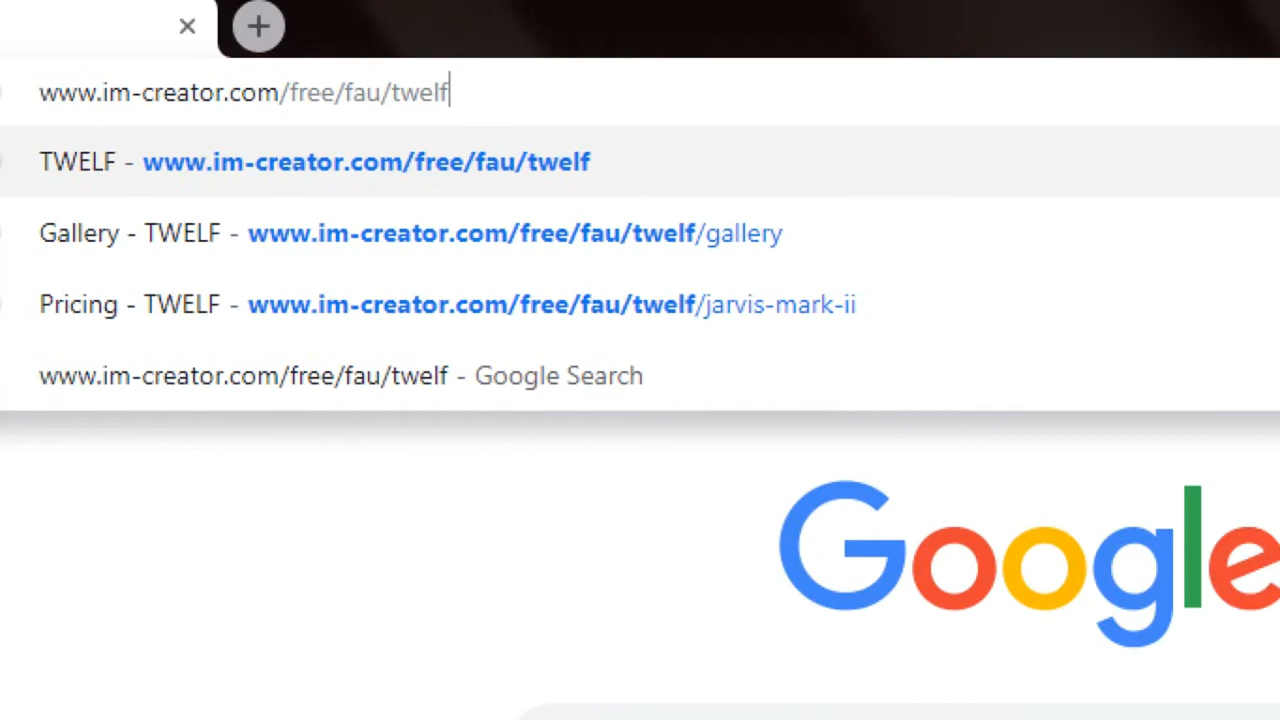 www.im-creator.com/free/fau/twelf
TWELF - www.im-creator.com/free/fau/twelf
Gallery - TWELF - www.im-creator.com/free/fau/twelf/gallery
Pricing - TWELF - www.im-creator.com/free/fau/twelf/jarvis-mark-ii
www.im-creator.com/free/fau/twelf - Google Search
Google